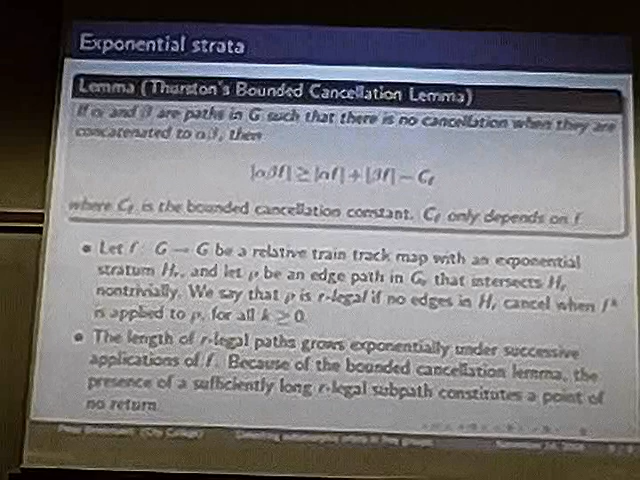 Exponential strata
Lemma (Thurston's Bounded Cancellation Lemma)
If α and β are paths in G such that there is no cancellation when they are
concatenated to αβ, then
|αβf| ≥ |αf| + |βf| − C_f
where C_f is the bounded cancellation constant. C_f only depends on f.
• Let f : G → G be a relative train track map with an exponential
stratum H_r, and let ρ be an edge path in G_r that intersects H_r
nontrivially. We say that ρ is r-legal if no edges in H_r cancel when f^k
is applied to ρ, for all k ≥ 0
• The length of r-legal paths grows exponentially under successive
applications of f. Because of the bounded cancellation lemma, the
presence of a sufficiently long r-legal subpath constitutes a point of
no return